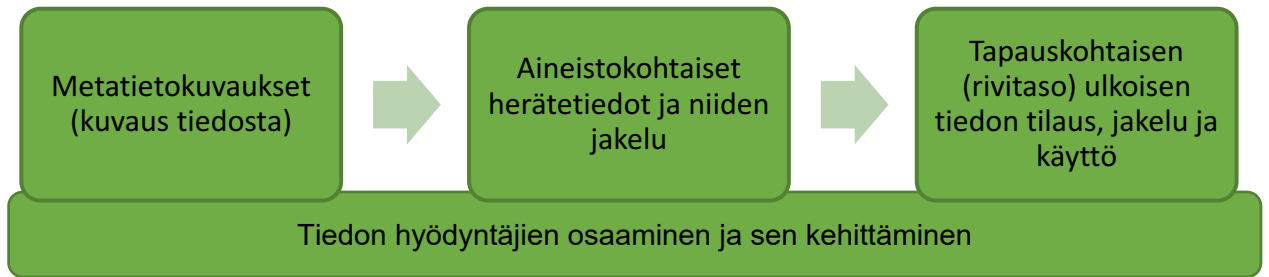 Metatietokuvaukset
(kuvaus tiedosta)
Aineistokohtaiset
herätetiedot ja niiden
jakelu
Tapauskohtaisen
(rivitaso) ulkoisen
tiedon tilaus, jakelu ja
käyttö
Tiedon hyödyntäjien osaaminen ja sen kehittäminen